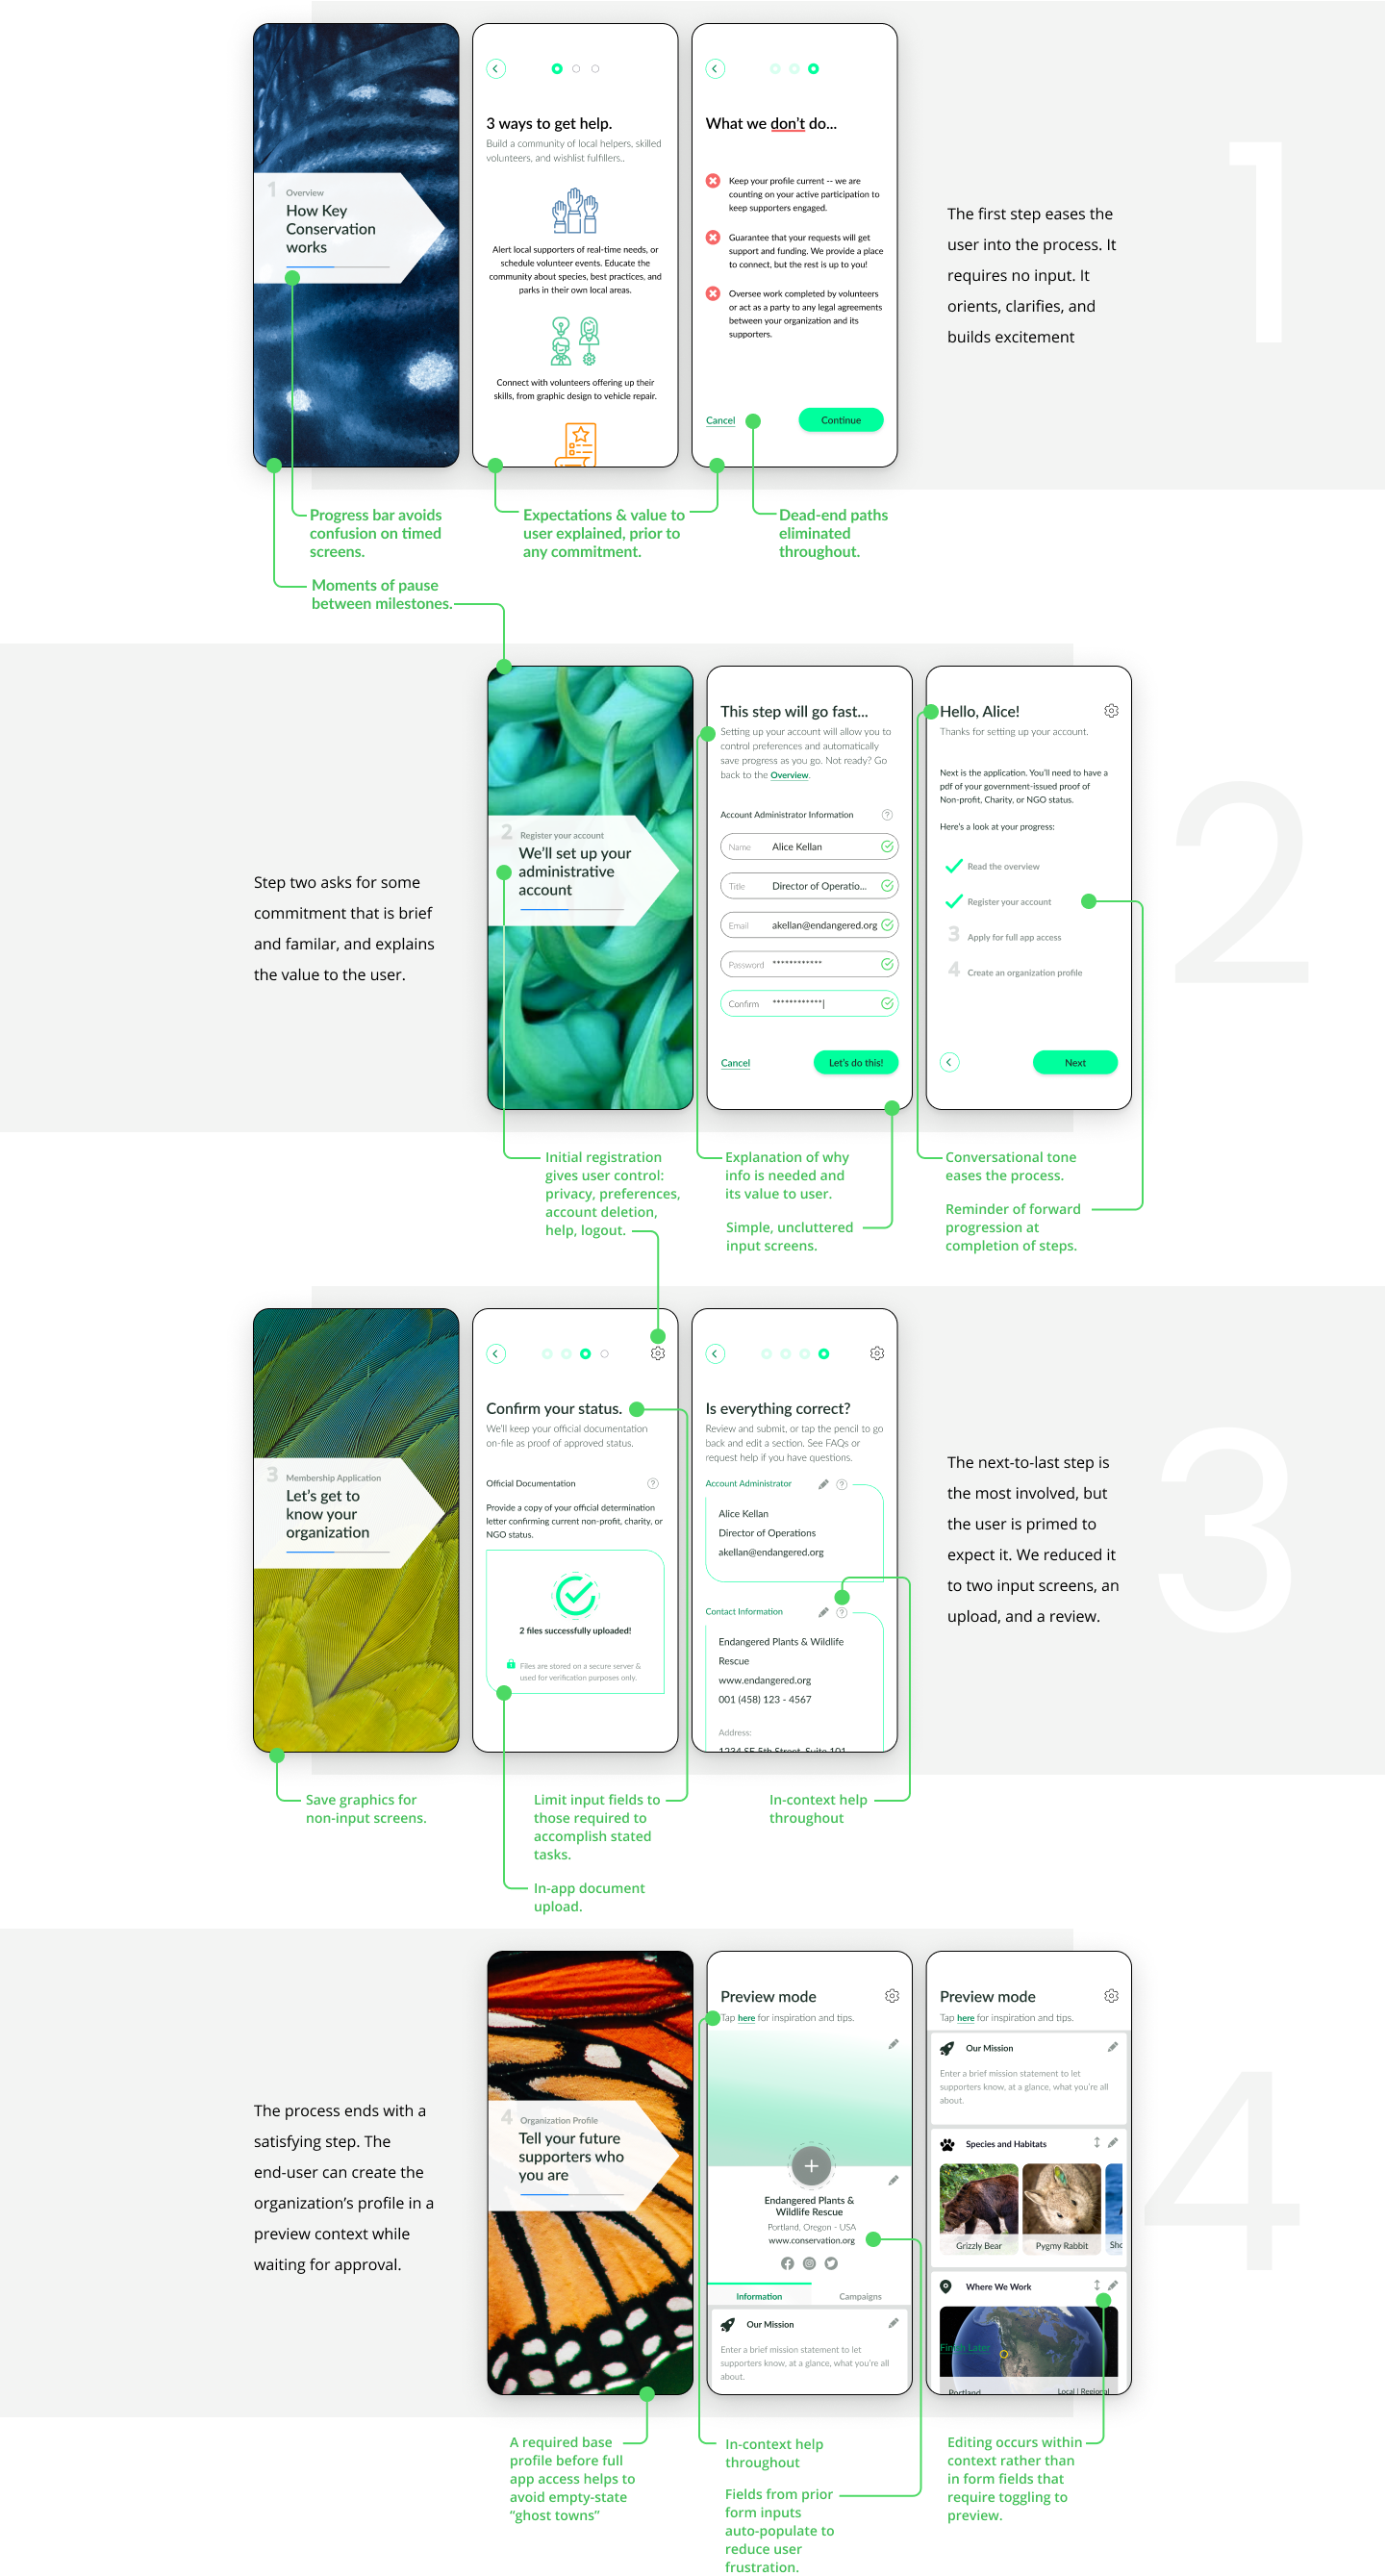 1
Overview
How Key
Conservation
works
3 ways to get help.
Build a community of local helpers, skilled
volunteers, and wishlist fulfillers..
Alert local supporters of real-time needs, or
schedule volunteer events. Educate the
community about species, best practices, and
parks in their own local areas.
Connect with volunteers offering up their
skills, from graphic design to vehicle repair.
What we don't do...
Keep your profile current -- we are
counting on your active participation to
keep supporters engaged.
Guarantee that your requests will get
support and funding. We provide a place
to connect, but the rest is up to you!
Oversee work completed by volunteers
or act as a party to any legal agreements
between your organization and its
supporters.
Cancel
Continue
The first step eases the
user into the process. It
requires no input. It
orients, clarifies, and
builds excitement
1
Progress bar avoids
confusion on timed
screens.
Moments of pause
between milestones.
Expectations & value to
user explained, prior to
any commitment.
Dead-end paths
eliminated
throughout.
Step two asks for some
commitment that is brief
and familar, and explains
the value to the user.
2
Register your account
We'll set up your
administrative
account
This step will go fast...
Setting up your account will allow you to
control preferences and automatically
save progress as you go. Not ready? Go
back to the Overview.
Account Administrator Information ?
Name Alice Kellan
Title Director of Operatio...
Email akellan@endangered.org
Password ************
Confirm ************|
Cancel
Let's do this!
Hello, Alice!
Thanks for setting up your account.
Next is the application. You'll need to have a
pdf of your government-issued proof of
Non-profit, Charity, or NGO status.
Here's a look at your progress:
Read the overview
Register your account
3 Apply for full app access
4 Create an organization profile
Next
2
Initial registration
gives user control:
privacy, preferences,
account deletion,
help, logout.
Explanation of why
info is needed and
its value to user.
Simple, uncluttered
input screens.
Conversational tone
eases the process.
Reminder of forward
progression at
completion of steps.
3
Membership Application
Let's get to
know your
organization
Confirm your status.
We'll keep your official documentation
on-file as proof of approved status.
Official Documentation ?
Provide a copy of your official determination
letter confirming current non-profit, charity, or
NGO status.
2 files successfully uploaded!
Files are stored on a secure server &
used for verification purposes only.
Is everything correct?
Review and submit, or tap the pencil to go
back and edit a section. See FAQs or
request help if you have questions.
Account Administrator ?
Alice Kellan
Director of Operations
akellan@endangered.org
Contact Information ?
Endangered Plants & Wildlife
Rescue
www.endangered.org
001 (458) 123 - 4567
Address:
1234 SE 5th Street, Suite 101
The next-to-last step is
the most involved, but
the user is primed to
expect it. We reduced it
to two input screens, an
upload, and a review.
3
Save graphics for
non-input screens.
Limit input fields to
those required to
accomplish stated
tasks.
In-app document
upload.
In-context help
throughout
The process ends with a
satisfying step. The
end-user can create the
organization's profile in a
preview context while
waiting for approval.
4
Organization Profile
Tell your future
supporters who
you are
Preview mode
Tap here for inspiration and tips.
Endangered Plants &
Wildlife Rescue
Portland, Oregon - USA
www.conservation.org
Information
Campaigns
Our Mission
Enter a brief mission statement to let
supporters know, at a glance, what you're all
about.
Preview mode
Tap here for inspiration and tips.
Our Mission
Enter a brief mission statement to let
supporters know, at a glance, what you're all
about.
Species and Habitats
Grizzly Bear
Pygmy Rabbit
Sho
Where We Work
Finish Later
Portland
Local | Regional
4
A required base
profile before full
app access helps to
avoid empty-state
"ghost towns"
In-context help
throughout
Fields from prior
form inputs
auto-populate to
reduce user
frustration.
Editing occurs within
context rather than
in form fields that
require toggling to
preview.